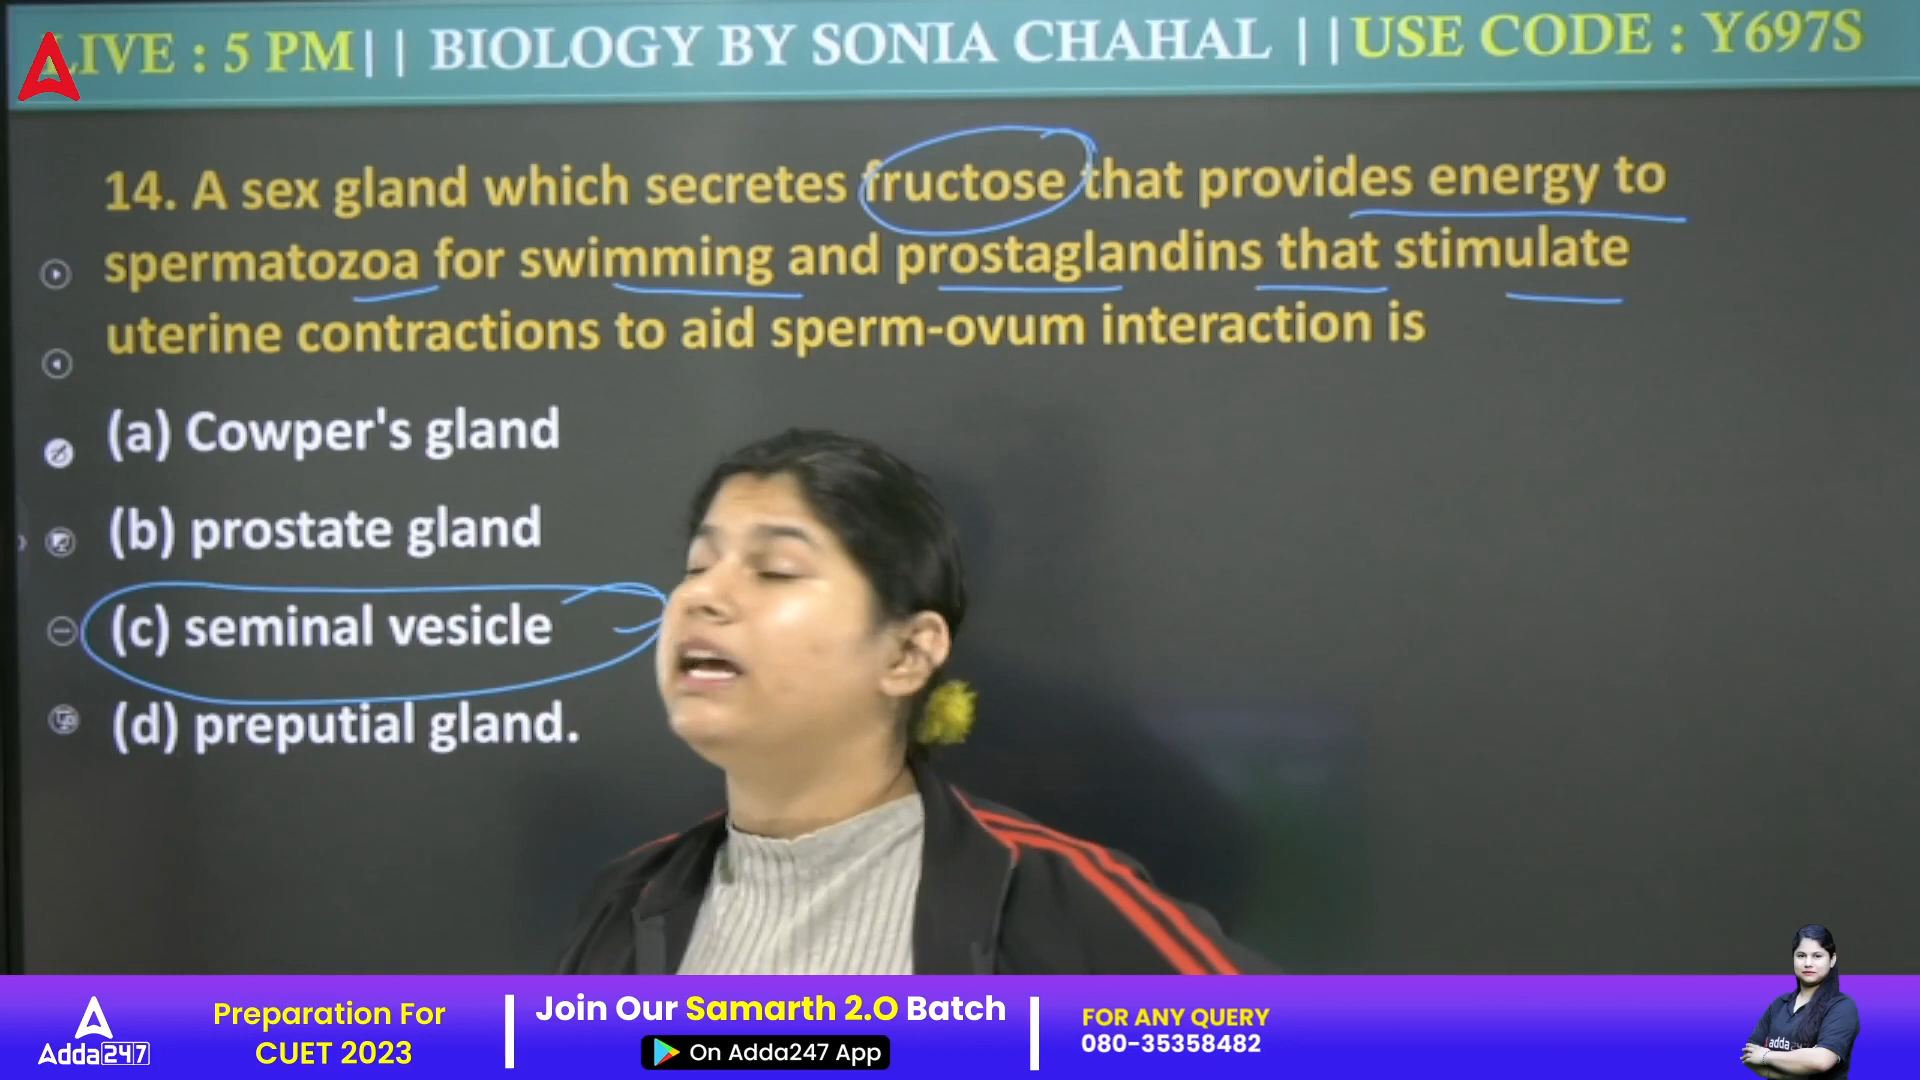 LIVE : 5 PM || BIOLOGY BY SONIA CHAHAL || USE CODE : Y697S
14. A sex gland which secretes fructose that provides energy to
spermatozoa for swimming and prostaglandins that stimulate
uterine contractions to aid sperm-ovum interaction is
(a) Cowper's gland
(b) prostate gland
(c) seminal vesicle
(d) preputial gland.
Adda247
Preparation For
CUET 2023
Join Our Samarth 2.O Batch
On Adda247 App
FOR ANY QUERY
080-35358482
adda